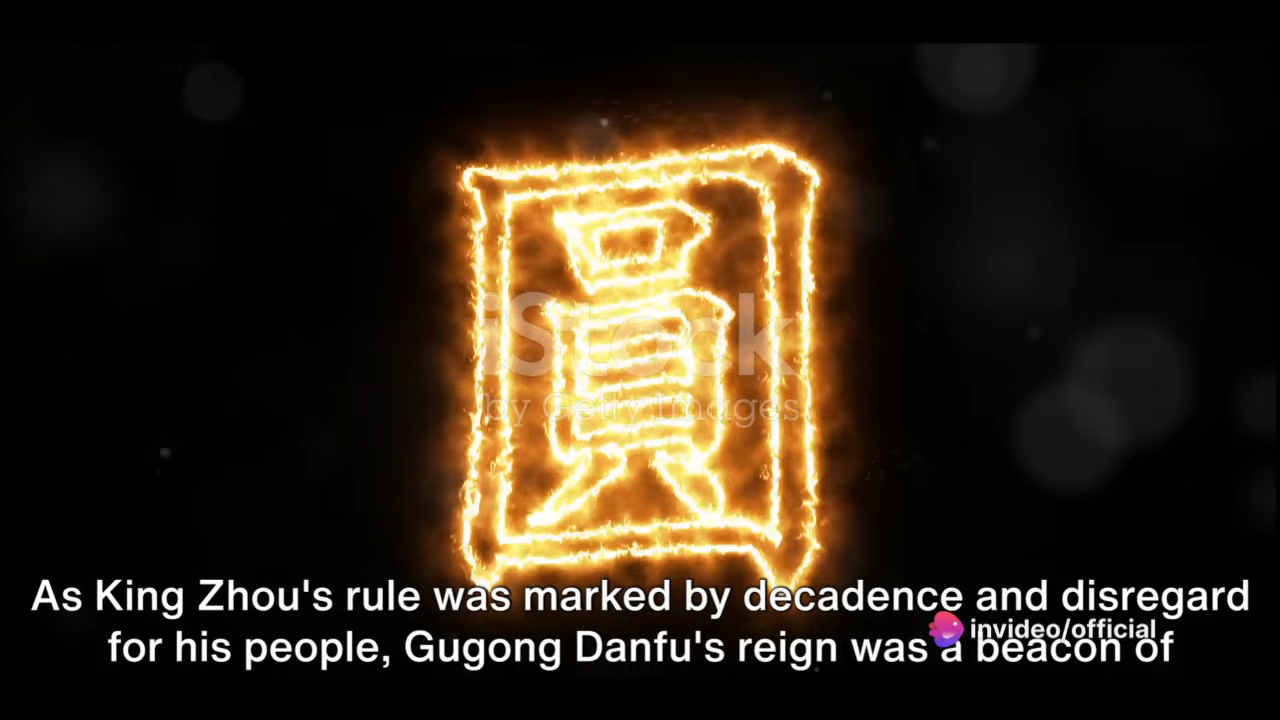 圓
iStock
by Getty Images
As King Zhou's rule was marked by decadence and disregard
for his people, Gugong Danfu's reign was a beacon of
invideo/official